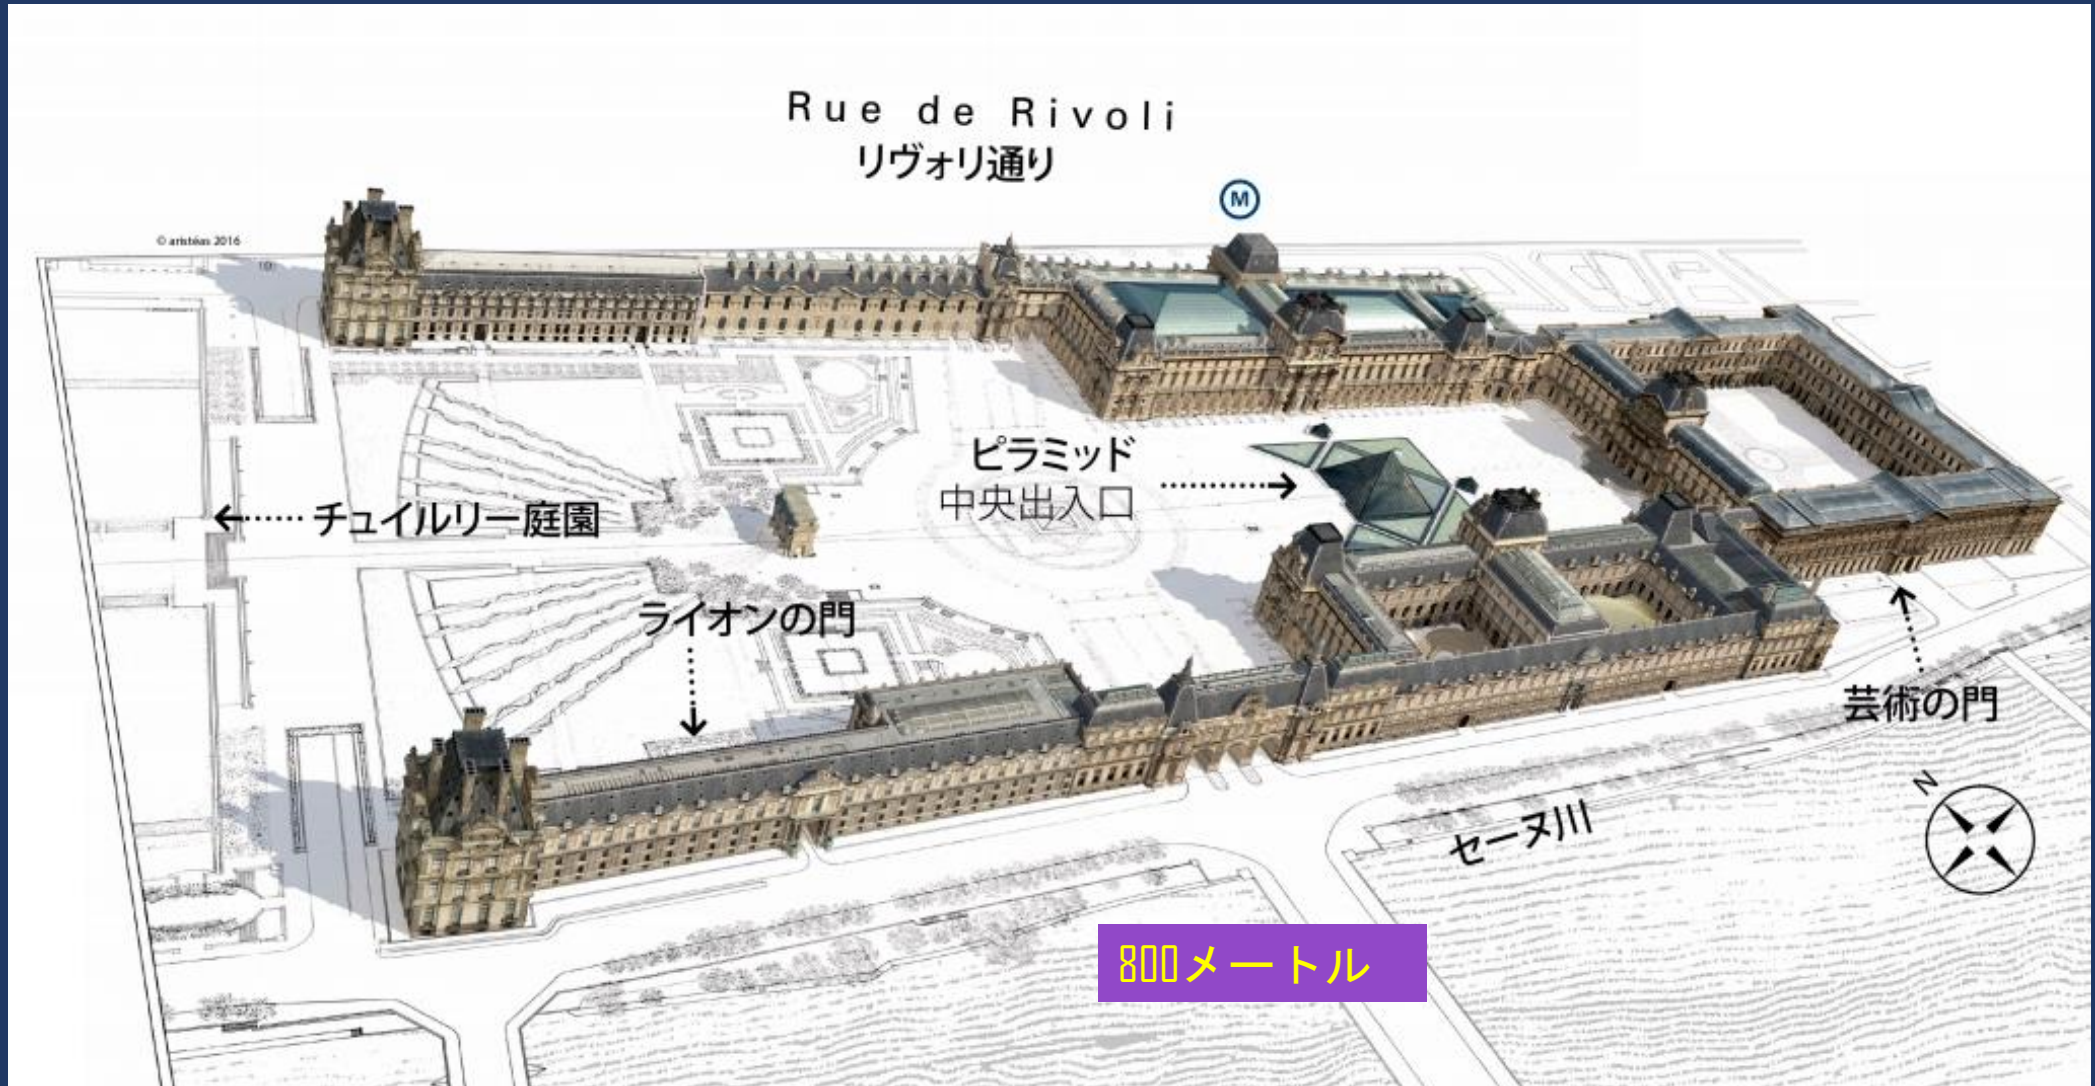 Rue de Rivoli
リヴォリ通り
M
© aristéas 2016
ピラミッド
中央出入口
チュイルリー庭園
ライオンの門
芸術の門
N
セーヌ川
800メートル